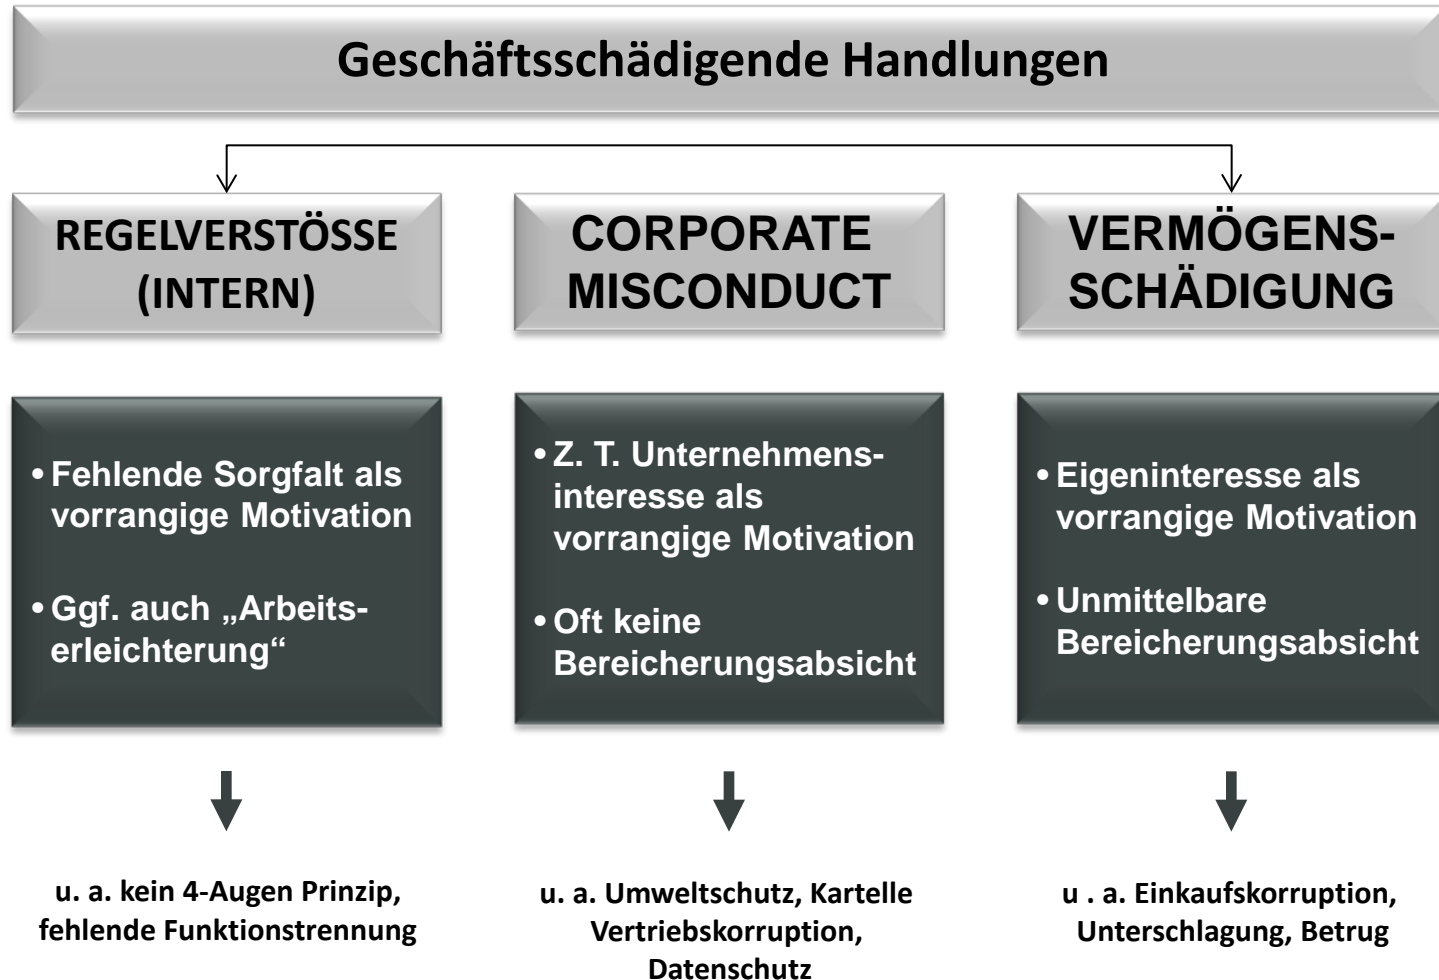 Geschäftsschädigende Handlungen
REGELVERSTÖSSE
(INTERN)
CORPORATE
MISCONDUCT
VERMÖGENS-
SCHÄDIGUNG
• Fehlende Sorgfalt als
vorrangige Motivation
• Ggf. auch „Arbeits-
erleichterung“
• Z. T. Unternehmens-
interesse als
vorrangige Motivation
• Oft keine
Bereicherungsabsicht
• Eigeninteresse als
vorrangige Motivation
• Unmittelbare
Bereicherungsabsicht
u. a. kein 4-Augen Prinzip,
fehlende Funktionstrennung
u. a. Umweltschutz, Kartelle
Vertriebskorruption,
Datenschutz
u . a. Einkaufskorruption,
Unterschlagung, Betrug